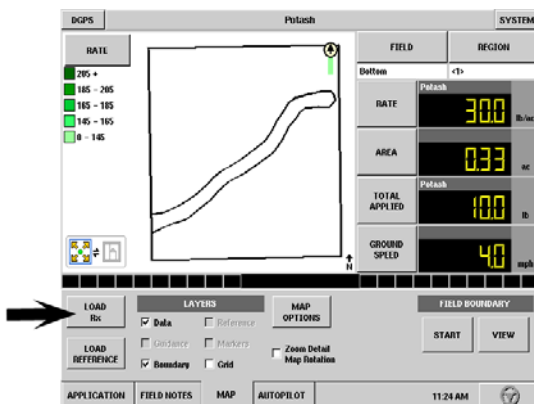 DGPS
Potash
SYSTEM
RATE
205 +
185 - 205
165 - 185
145 - 165
0 - 145
N
FIELD
REGION
Bottom
<1>
RATE
Potash
30.0
lb/ac
AREA
0.33
ac
TOTAL APPLIED
Potash
10.0
lb
GROUND SPEED
4.0
mph
LOAD
Rx
LOAD
REFERENCE
LAYERS
Data
Reference
Guidance
Markers
Boundary
Grid
MAP
OPTIONS
Zoom Detail
Map Rotation
FIELD BOUNDARY
START
VIEW
APPLICATION
FIELD NOTES
MAP
AUTOPILOT
11:24 AM